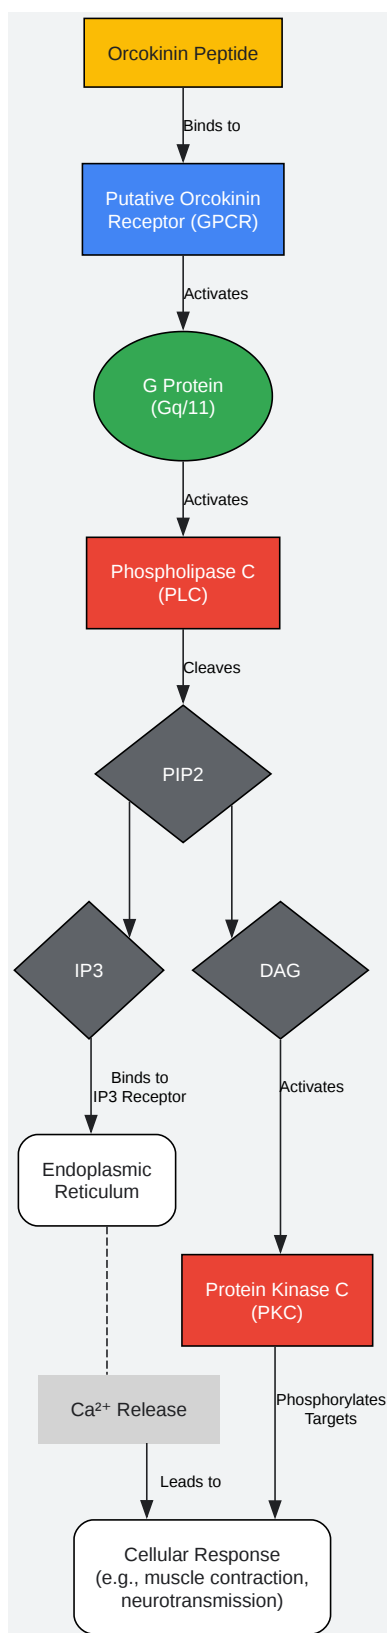 Orcokinin Peptide
Binds to
Putative Orcokinin
Receptor (GPCR)
Activates
G Protein
(Gq/11)
Activates
Phospholipase C
(PLC)
Cleaves
PIP2
IP3
DAG
Binds to
IP3 Receptor
Activates
Endoplasmic
Reticulum
Protein Kinase C
(PKC)
Ca²⁺ Release
Phosphorylates
Targets
Leads to
Cellular Response
(e.g., muscle contraction,
neurotransmission)